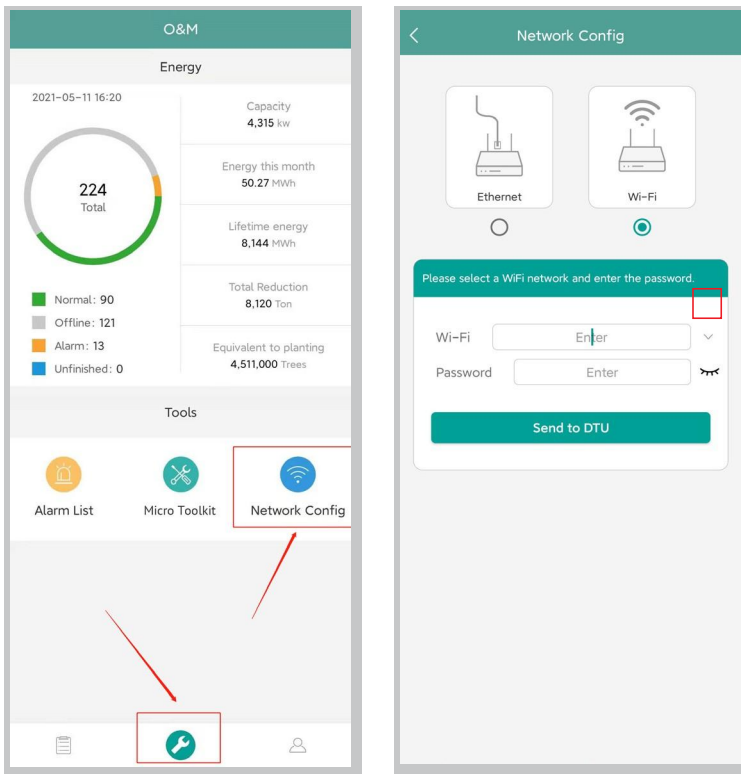 O&M
Energy
2021-05-11 16:20
224
Total
Normal: 90
Offline: 121
Alarm: 13
Unfinished: 0
Capacity
4,315 kw
Energy this month
50.27 MWh
Lifetime energy
8,144 MWh
Total Reduction
8,120 Ton
Equivalent to planting
4,511,000 Trees
Tools
Alarm List
Micro Toolkit
Network Config
Network Config
Ethernet
Wi-Fi
Please select a WiFi network and enter the password.
Wi-Fi Enter
Password Enter
Send to DTU